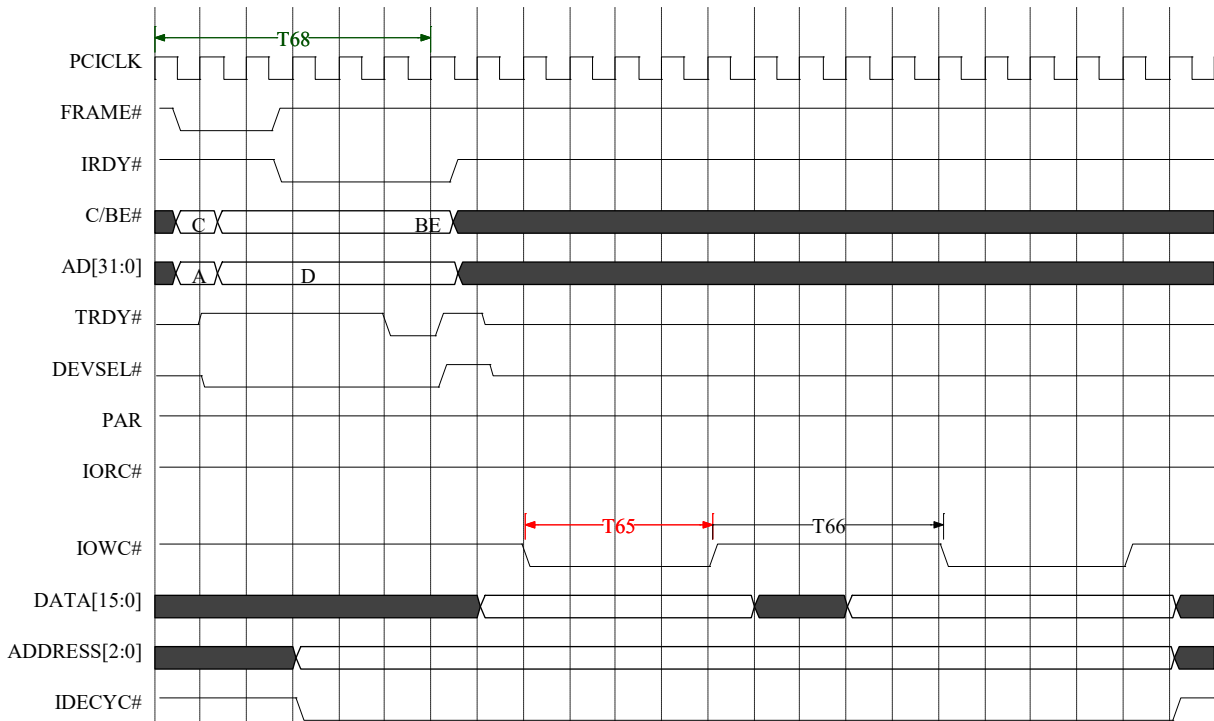 T68
PCICLK
FRAME#
IRDY#
C/BE# C BE
AD[31:0] A D
TRDY#
DEVSEL#
PAR
IORC#
T65 T66
IOWC#
DATA[15:0]
ADDRESS[2:0]
IDECYC#